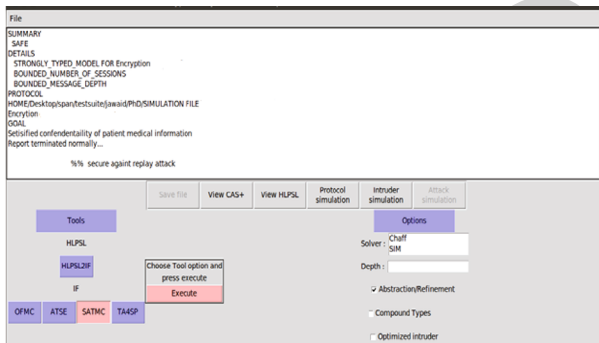 File
SUMMARY
SAFE
DETAILS
STRONGLY_TYPED_MODEL FOR Encryption
BOUNDED_NUMBER_OF_SESSIONS
BOUNDED_MESSAGE_DEPTH
PROTOCOL
HOME/Desktop/span/testsuite/jawaid/PhD/SIMULATION FILE
Encrytion
GOAL
Setisified confendentaility of patient medical information
Report terminated normally...
%% secure againt replay attack
Save file View CAS+ View HLPSL Protocol simulation Intruder simulation Attack simulation
Tools
Options
HLPSL
Solver : Chaff
SIM
HLPSL2IF
Choose Tool option and
press execute
Depth :
IF
Execute
Abstraction/Refinement
OFMC ATSE SATMC TA4SP
Compound Types
Optimized intruder